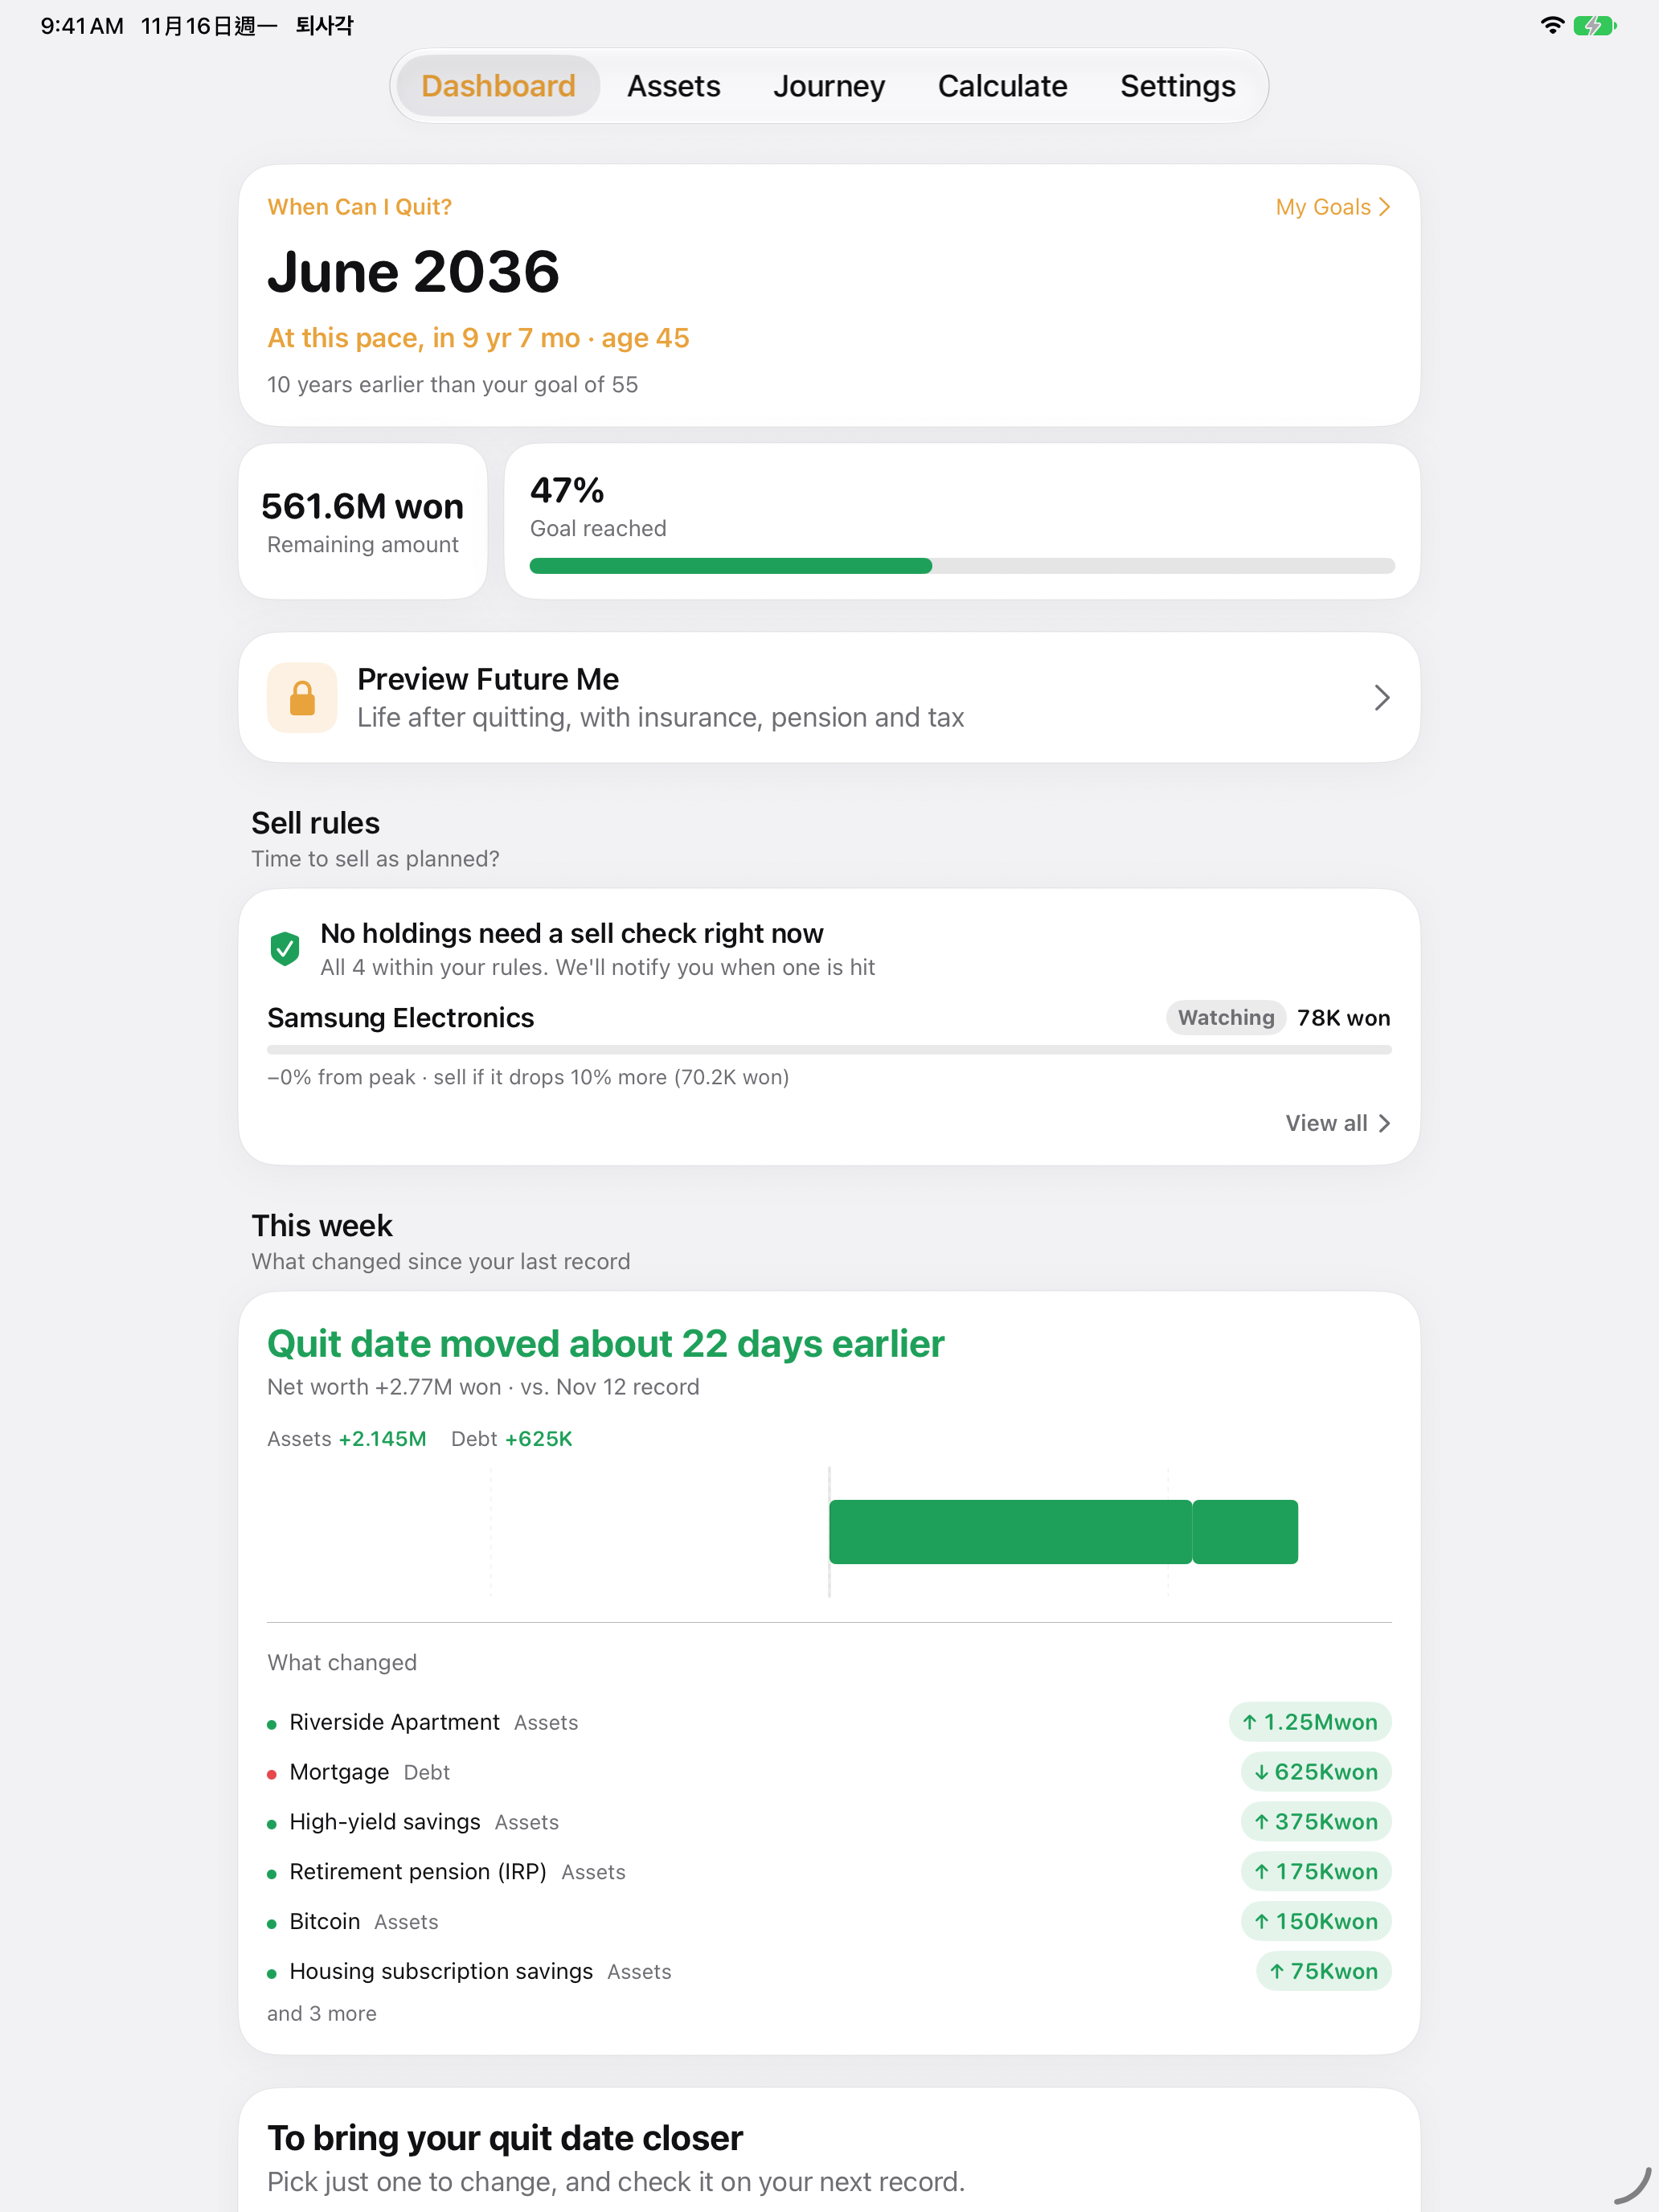 9:41 AM 11月16日週一 퇴사각
Dashboard Assets Journey Calculate Settings
When Can I Quit? My Goals
June 2036
At this pace, in 9 yr 7 mo · age 45
10 years earlier than your goal of 55
561.6M won
Remaining amount
47%
Goal reached
Preview Future Me
Life after quitting, with insurance, pension and tax
Sell rules
Time to sell as planned?
No holdings need a sell check right now
All 4 within your rules. We'll notify you when one is hit
Samsung Electronics Watching 78K won
−0% from peak · sell if it drops 10% more (70.2K won)
View all
This week
What changed since your last record
Quit date moved about 22 days earlier
Net worth +2.77M won · vs. Nov 12 record
Assets +2.145M Debt +625K
What changed
Riverside Apartment Assets ↑ 1.25Mwon
Mortgage Debt ↓ 625Kwon
High-yield savings Assets ↑ 375Kwon
Retirement pension (IRP) Assets ↑ 175Kwon
Bitcoin Assets ↑ 150Kwon
Housing subscription savings Assets ↑ 75Kwon
and 3 more
To bring your quit date closer
Pick just one to change, and check it on your next record.